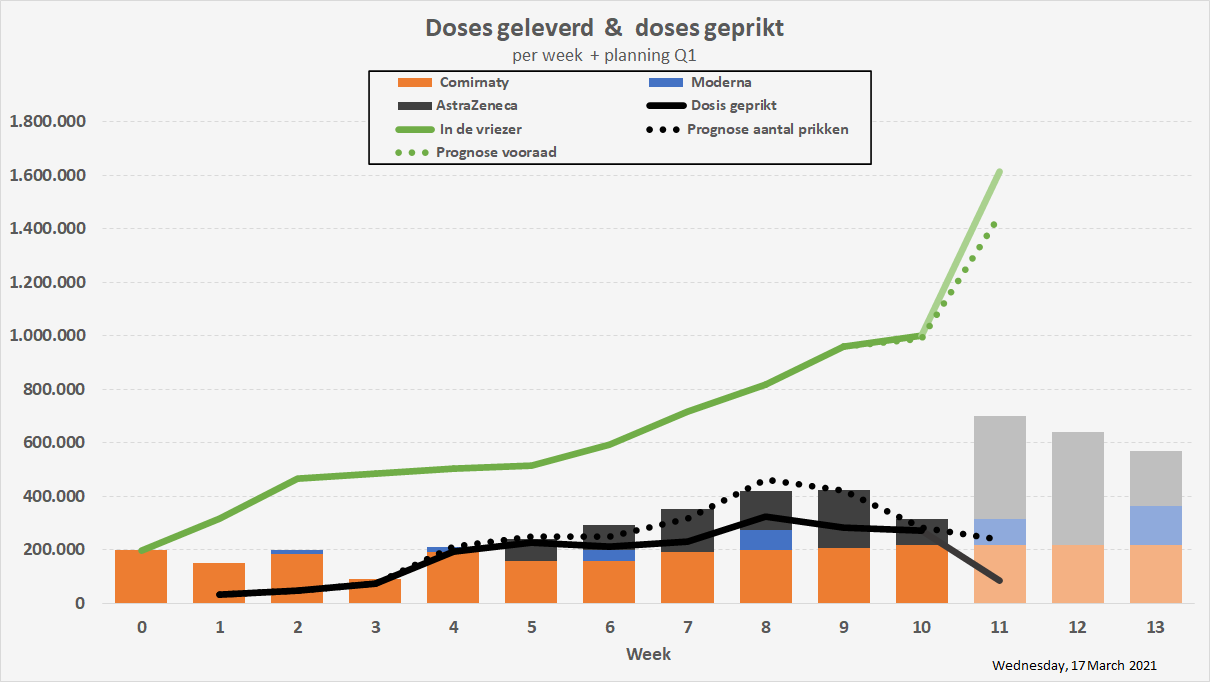 Doses geleverd & doses geprikt
per week + planning Q1
Comirnaty
Moderna
AstraZeneca
Dosis geprikt
In de vriezer
Prognose aantal prikken
Prognose vooraad
1.800.000
1.600.000
1.400.000
1.200.000
1.000.000
800.000
600.000
400.000
200.000
0
0 1 2 3 4 5 6 7 8 9 10 11 12 13
Week
Wednesday, 17 March 2021